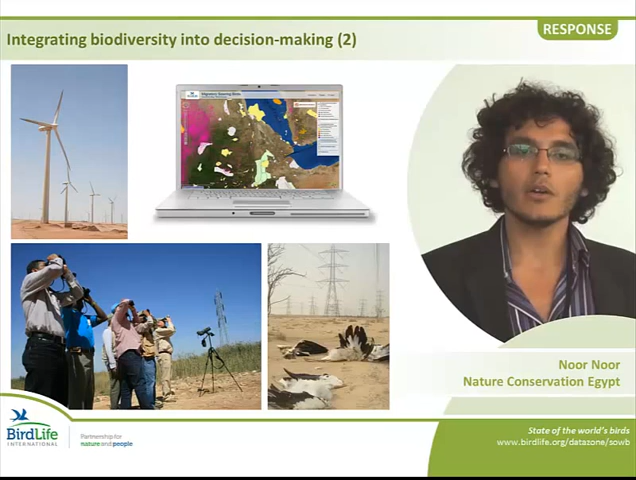 RESPONSE
Integrating biodiversity into decision-making (2)
Noor Noor
Nature Conservation Egypt
BirdLife
INTERNATIONAL
Partnership for
nature and people
State of the world's birds
www.birdlife.org/datazone/sowb